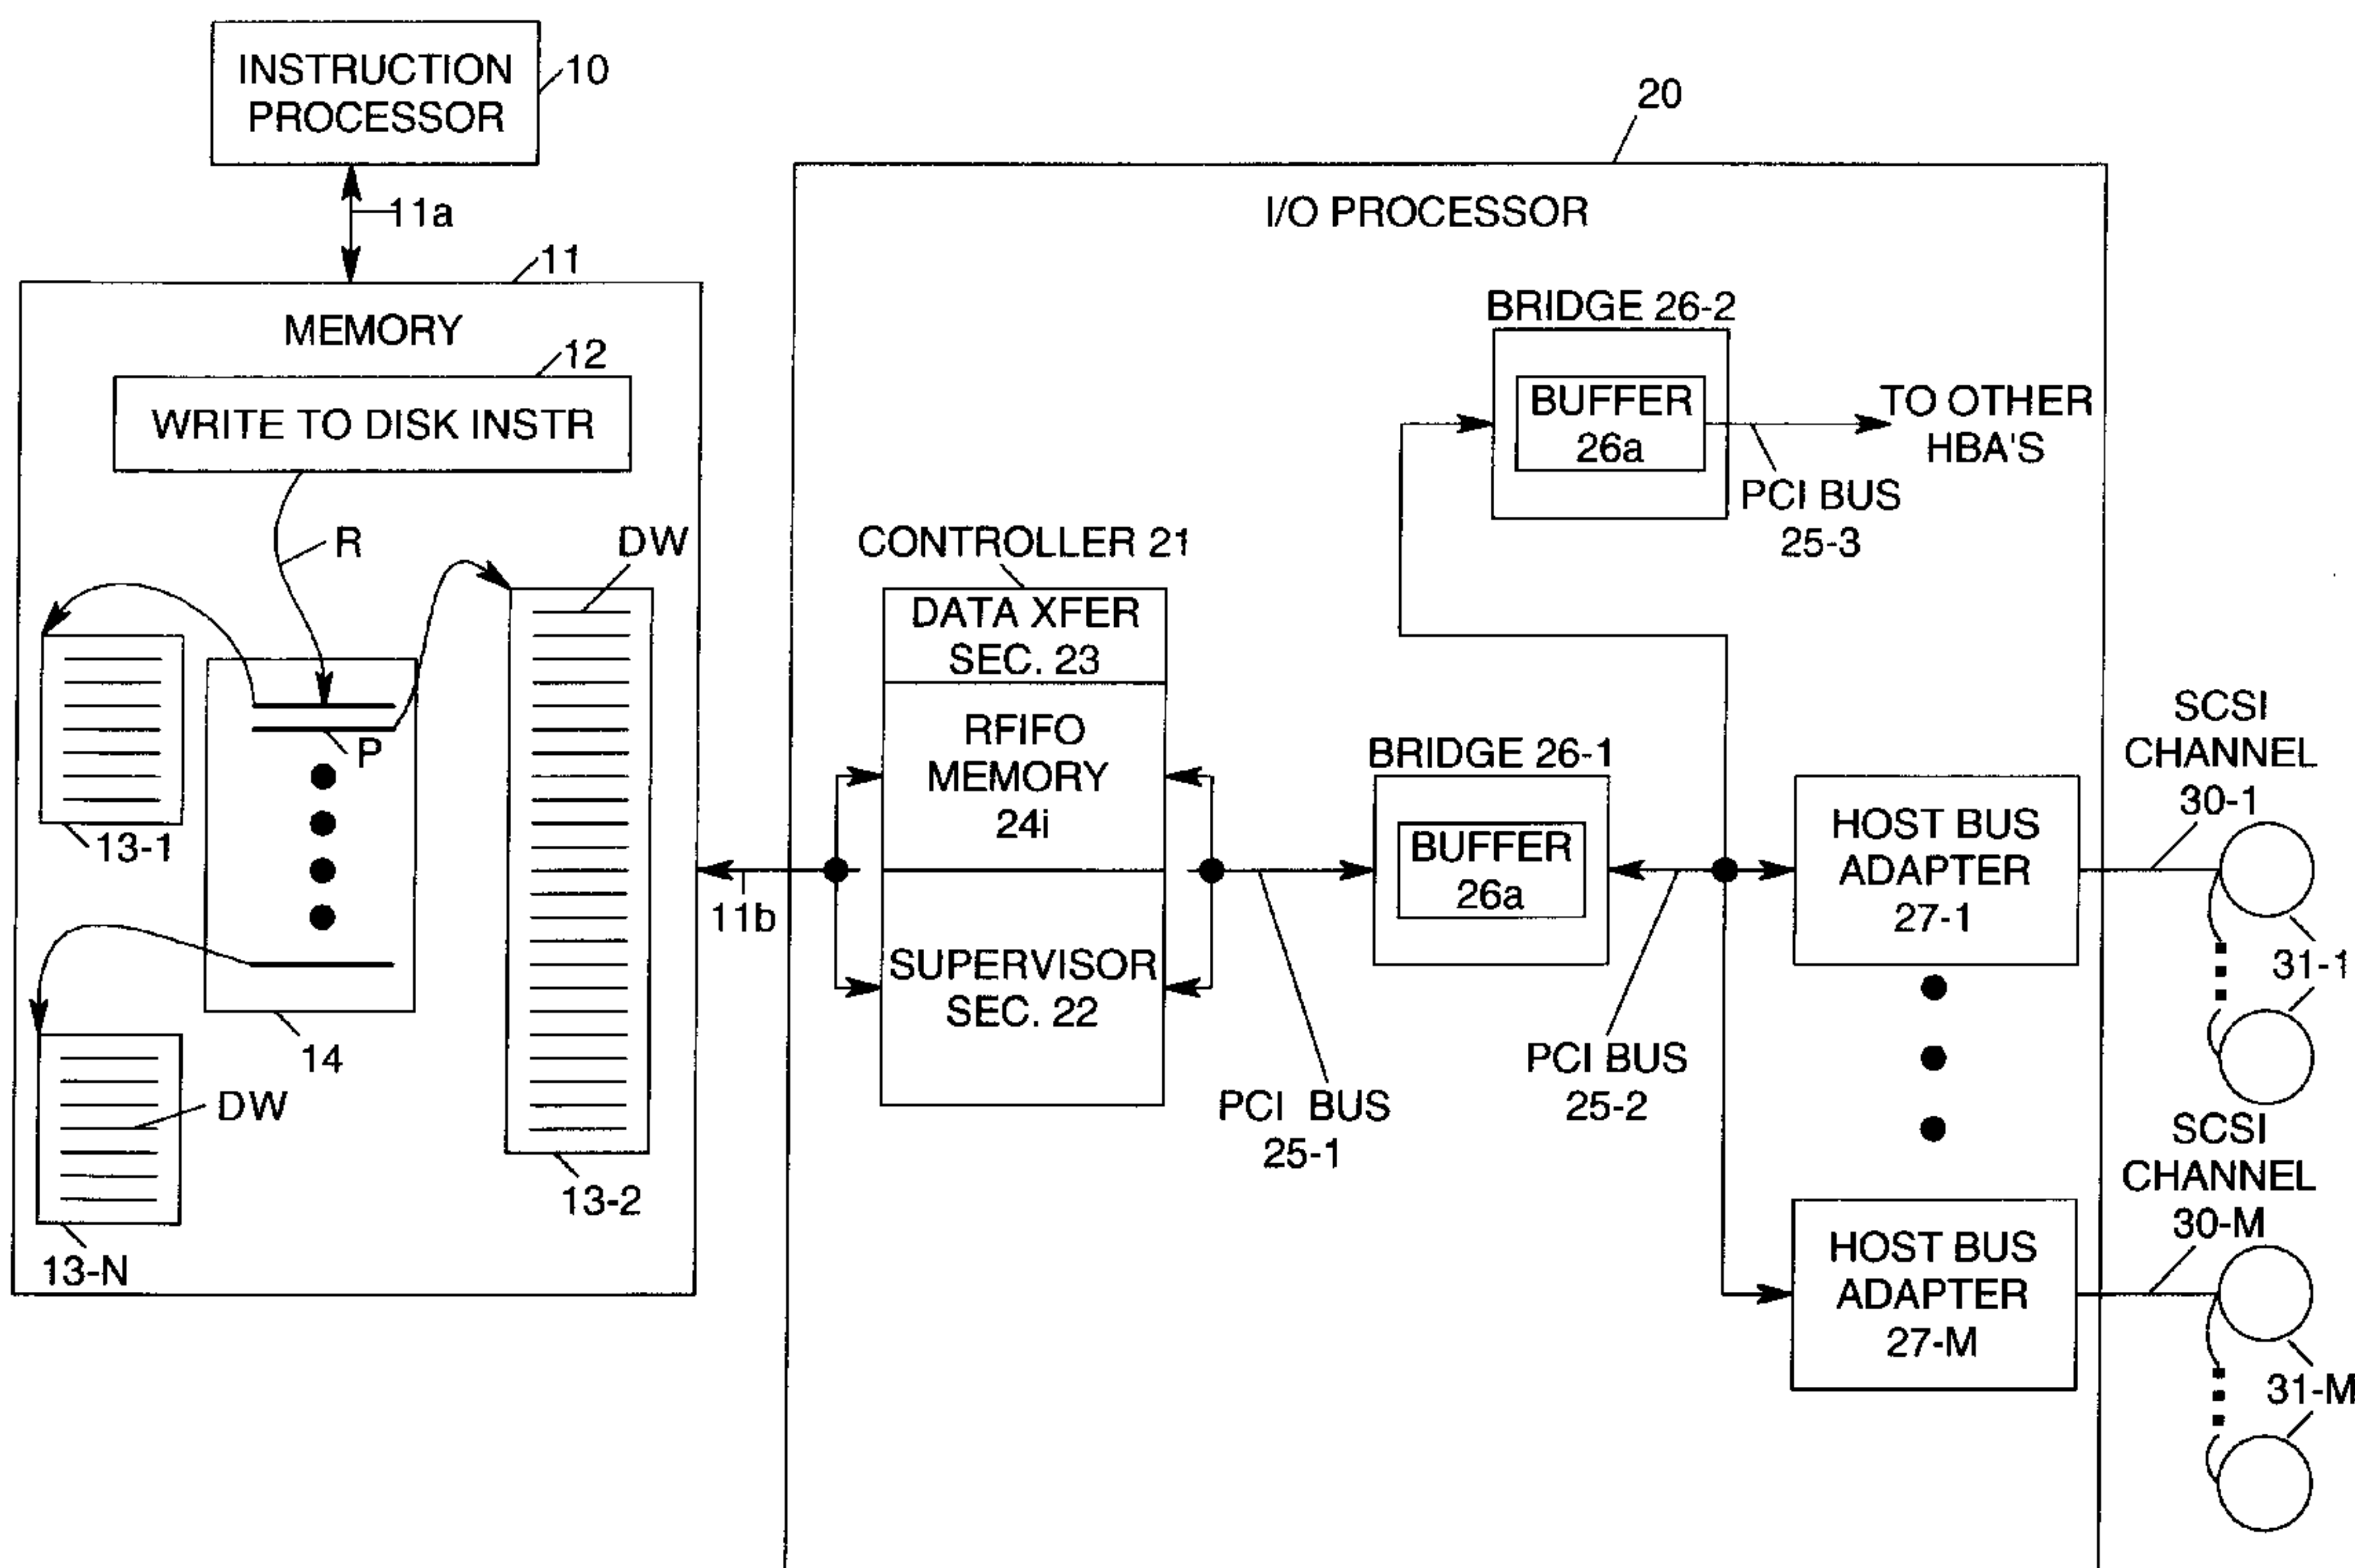 INSTRUCTION
PROCESSOR
10
11a
11
MEMORY
12
WRITE TO DISK INSTR
R
DW
13-1
P
14
DW
13-N
13-2
11b
20
I/O PROCESSOR
BRIDGE 26-2
BUFFER
26a
TO OTHER
HBA'S
PCI BUS
25-3
CONTROLLER 21
DATA XFER
SEC. 23
RFIFO
MEMORY
24i
SUPERVISOR
SEC. 22
PCI BUS
25-1
BRIDGE 26-1
BUFFER
26a
PCI BUS
25-2
HOST BUS
ADAPTER
27-1
SCSI
CHANNEL
30-1
31-1
HOST BUS
ADAPTER
27-M
SCSI
CHANNEL
30-M
31-M